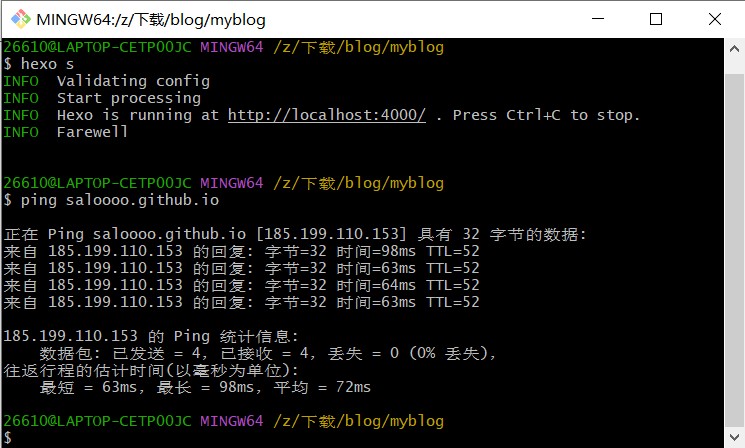 MINGW64:/z/下载/blog/myblog
26610@LAPTOP-CETP00JC MINGW64 /z/下载/blog/myblog
$ hexo s
INFO  Validating config
INFO  Start processing
INFO  Hexo is running at http://localhost:4000/ . Press Ctrl+C to stop.
INFO  Farewell
26610@LAPTOP-CETP00JC MINGW64 /z/下载/blog/myblog
$ ping saloooo.github.io
正在 Ping saloooo.github.io [185.199.110.153] 具有 32 字节的数据:
来自 185.199.110.153 的回复: 字节=32 时间=98ms TTL=52
来自 185.199.110.153 的回复: 字节=32 时间=63ms TTL=52
来自 185.199.110.153 的回复: 字节=32 时间=64ms TTL=52
来自 185.199.110.153 的回复: 字节=32 时间=63ms TTL=52
185.199.110.153 的 Ping 统计信息:
    数据包: 已发送 = 4，已接收 = 4，丢失 = 0 (0% 丢失)，
往返行程的估计时间(以毫秒为单位):
    最短 = 63ms，最长 = 98ms，平均 = 72ms
26610@LAPTOP-CETP00JC MINGW64 /z/下载/blog/myblog
$